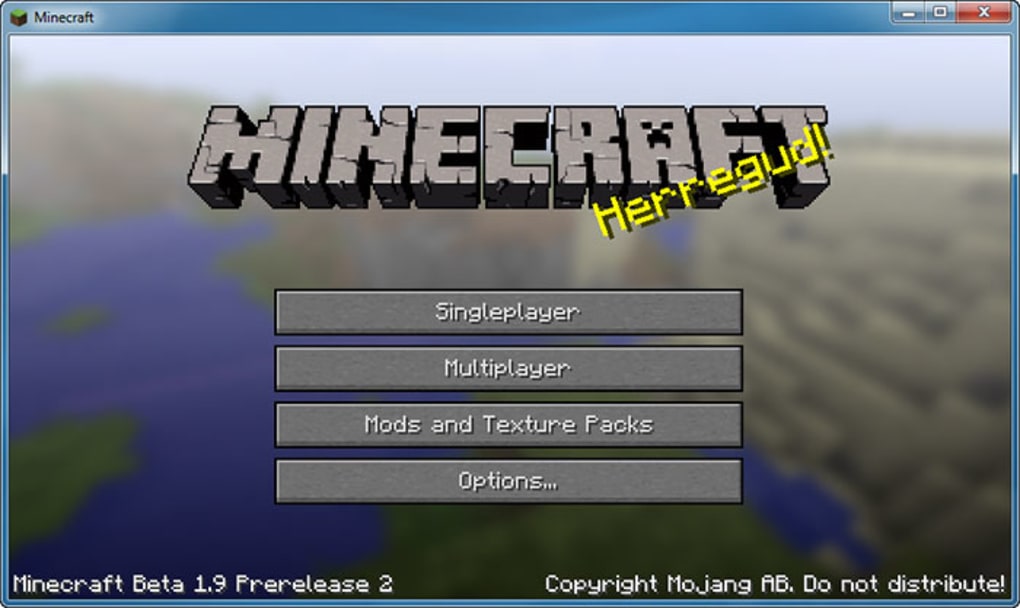 Minecraft
MINECRAFT
Herregud!
Singleplayer
Multiplayer
Mods and Texture Packs
Options...
Minecraft Beta 1.9 Prerelease 2
Copyright Mojang AB. Do not distribute!